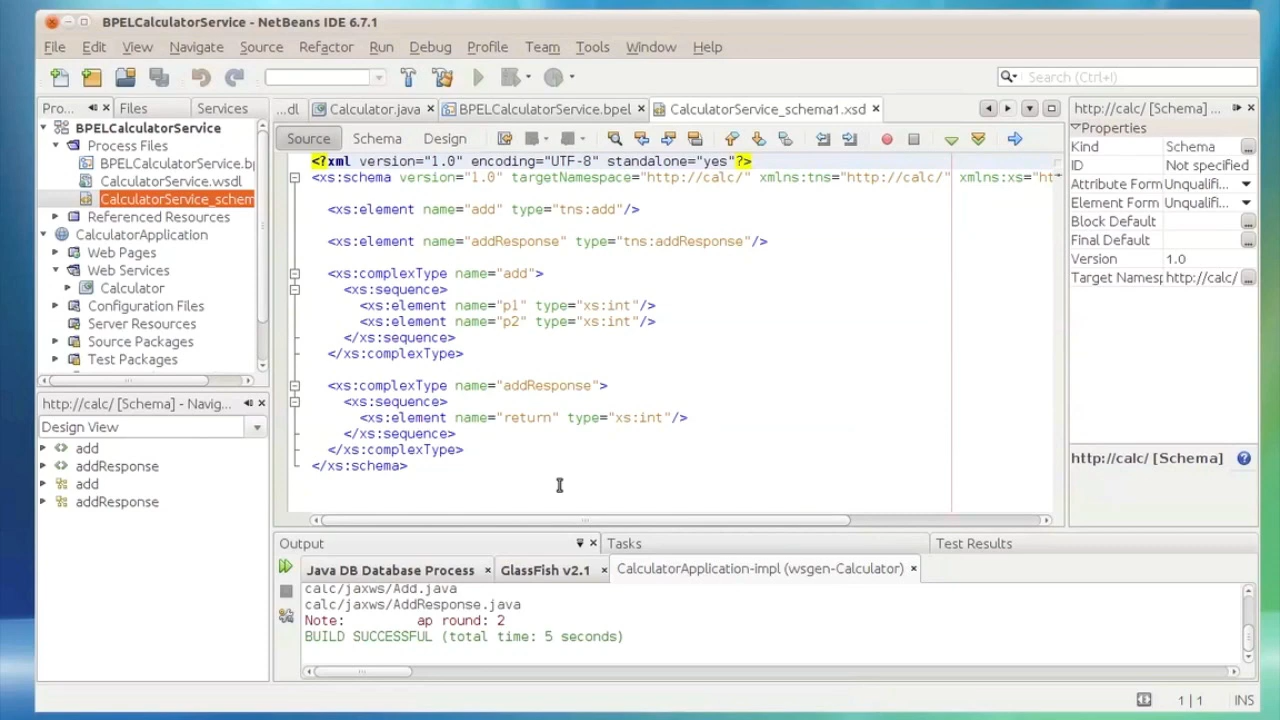 BPELCalculatorService - NetBeans IDE 6.7.1
File Edit View Navigate Source Refactor Run Debug Profile Team Tools Window Help
Search (Ctrl+I)
Pro... Files Services
BPELCalculatorService
Process Files
BPELCalculatorService.bp
CalculatorService.wsdl
CalculatorService_schem
Referenced Resources
CalculatorApplication
Web Pages
Web Services
Calculator
Configuration Files
Server Resources
Source Packages
Test Packages
http://calc/ [Schema] - Navig...
Design View
add
addResponse
add
addResponse
...dl Calculator.java BPELCalculatorService.bpel CalculatorService_schema1.xsd
Source Schema Design
<?xml version="1.0" encoding="UTF-8" standalone="yes"?>
<xs:schema version="1.0" targetNamespace="http://calc/" xmlns:tns="http://calc/" xmlns:xs="ht
<xs:element name="add" type="tns:add"/>
<xs:element name="addResponse" type="tns:addResponse"/>
<xs:complexType name="add">
<xs:sequence>
<xs:element name="p1" type="xs:int"/>
<xs:element name="p2" type="xs:int"/>
</xs:sequence>
</xs:complexType>
<xs:complexType name="addResponse">
<xs:sequence>
<xs:element name="return" type="xs:int"/>
</xs:sequence>
</xs:complexType>
</xs:schema>
http://calc/ [Schema] ...
Properties
Kind Schema
ID Not specified
Attribute Form Unqualifi...
Element Form Unqualifi...
Block Default
Final Default
Version 1.0
Target Namesp http://calc/
http://calc/ [Schema]
Output Tasks Test Results
Java DB Database Process GlassFish v2.1 CalculatorApplication-impl (wsgen-Calculator)
calc/jaxws/Add.java
calc/jaxws/AddResponse.java
Note: ap round: 2
BUILD SUCCESSFUL (total time: 5 seconds)
1 | 1 INS